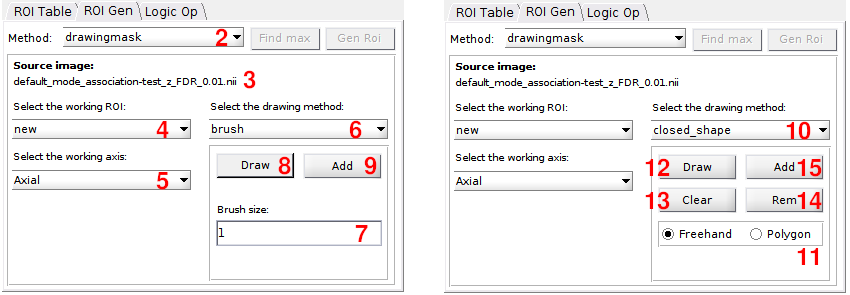 ROI Table ROI Gen Logic Op
Method: drawingmask 2 Find max Gen Roi
Source image:
default_mode_association-test_z_FDR_0.01.nii 3
Select the working ROI: Select the drawing method:
new 4 brush 6
Select the working axis: Draw 8 Add 9
Axial 5
Brush size:
1 7
ROI Table ROI Gen Logic Op
Method: drawingmask Find max Gen Roi
Source image:
default_mode_association-test_z_FDR_0.01.nii
Select the working ROI: Select the drawing method:
new closed_shape 10
Select the working axis: 12 Draw Add 15
Axial
13 Clear Rem 14
Freehand Polygon
11